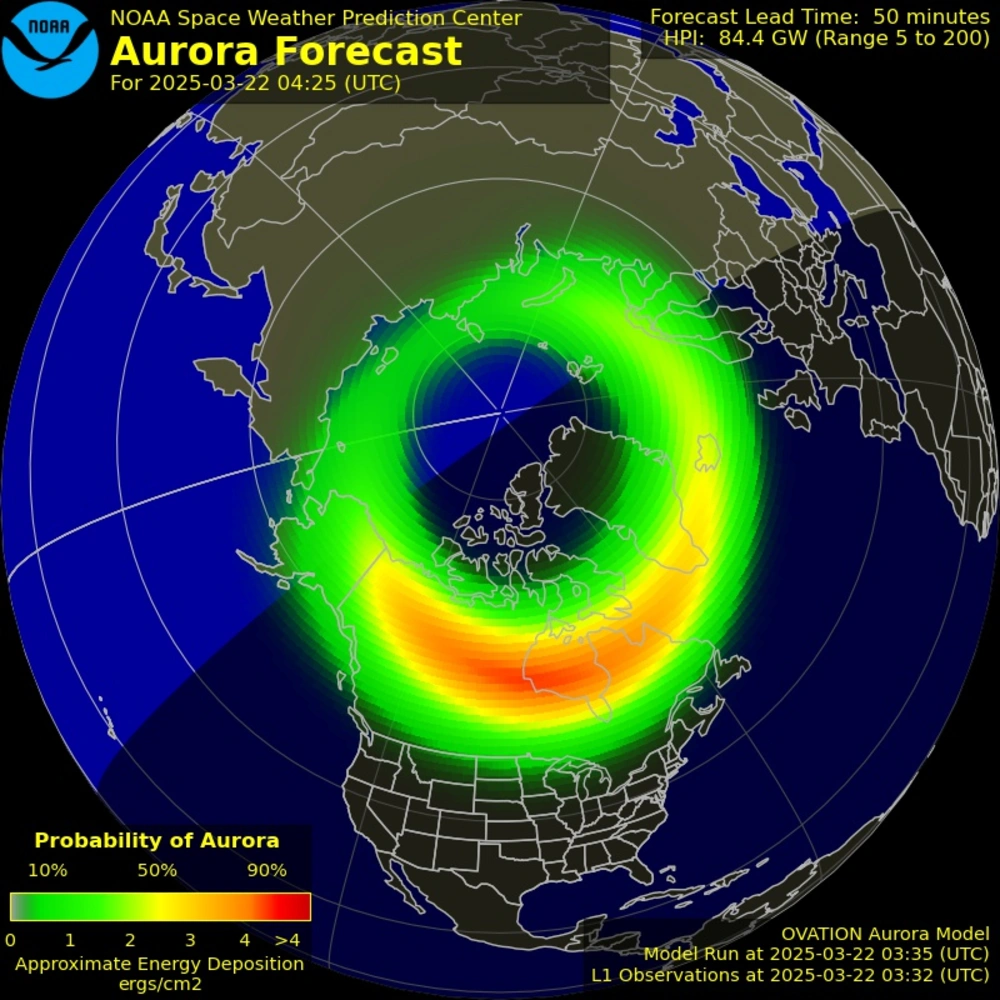 NOAA
NOAA Space Weather Prediction Center
Aurora Forecast
For 2025-03-22 04:25 (UTC)
Forecast Lead Time: 50 minutes
HPI: 84.4 GW (Range 5 to 200)
Probability of Aurora
10% 50% 90%
0 1 2 3 4 >4
Approximate Energy Deposition
ergs/cm2
OVATION Aurora Model
Model Run at 2025-03-22 03:35 (UTC)
L1 Observations at 2025-03-22 03:32 (UTC)